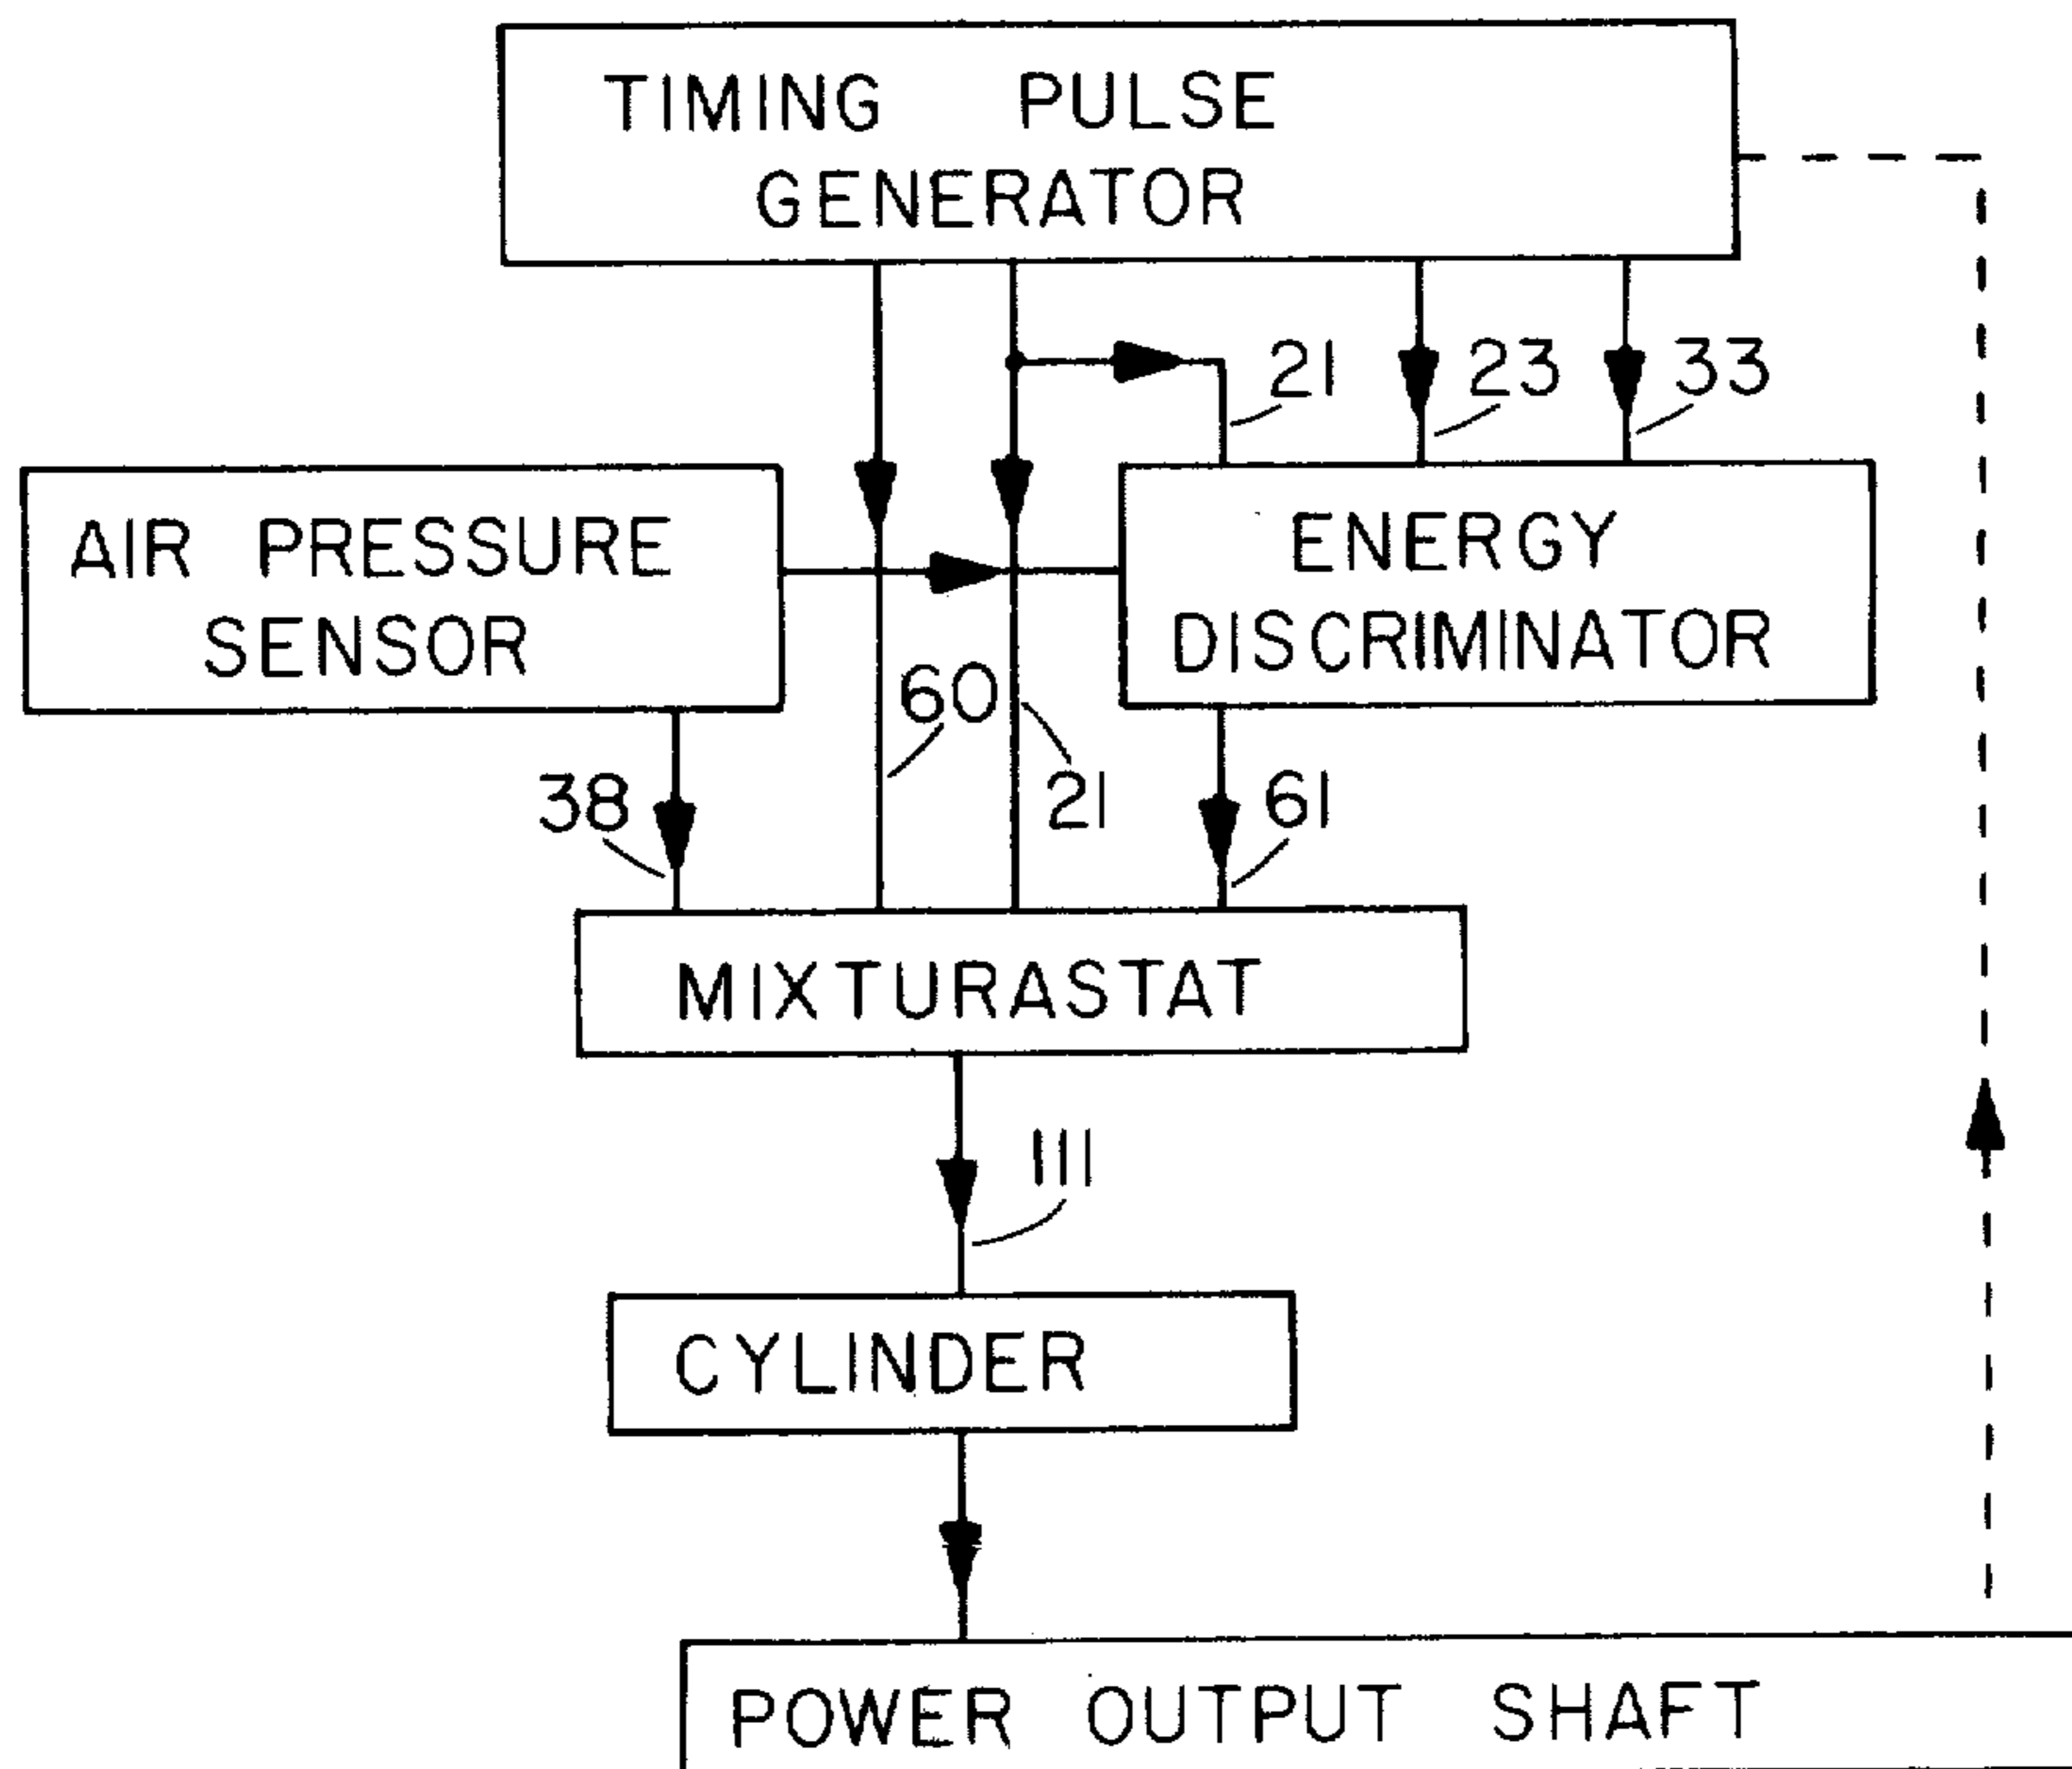 TIMING PULSE
GENERATOR
21
23
33
AIR PRESSURE
SENSOR
ENERGY
DISCRIMINATOR
60
38
21
61
MIXTURASTAT
111
CYLINDER
POWER OUTPUT SHAFT